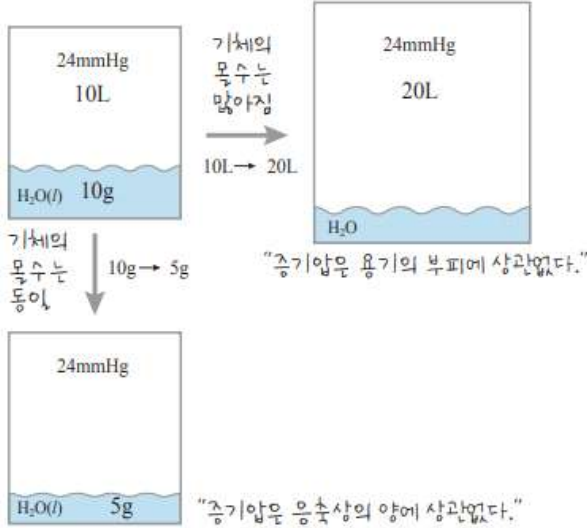 24mmHg
10L
H₂O(l) 10g
기체의
몰수는
많아짐
10L→ 20L
24mmHg
20L
H₂O
"증기압은 용기의 부피에 상관없다."
기체의
몰수는
동일
10g→ 5g
24mmHg
H₂O(l) 5g
"증기압은 응축상의 양에 상관없다."